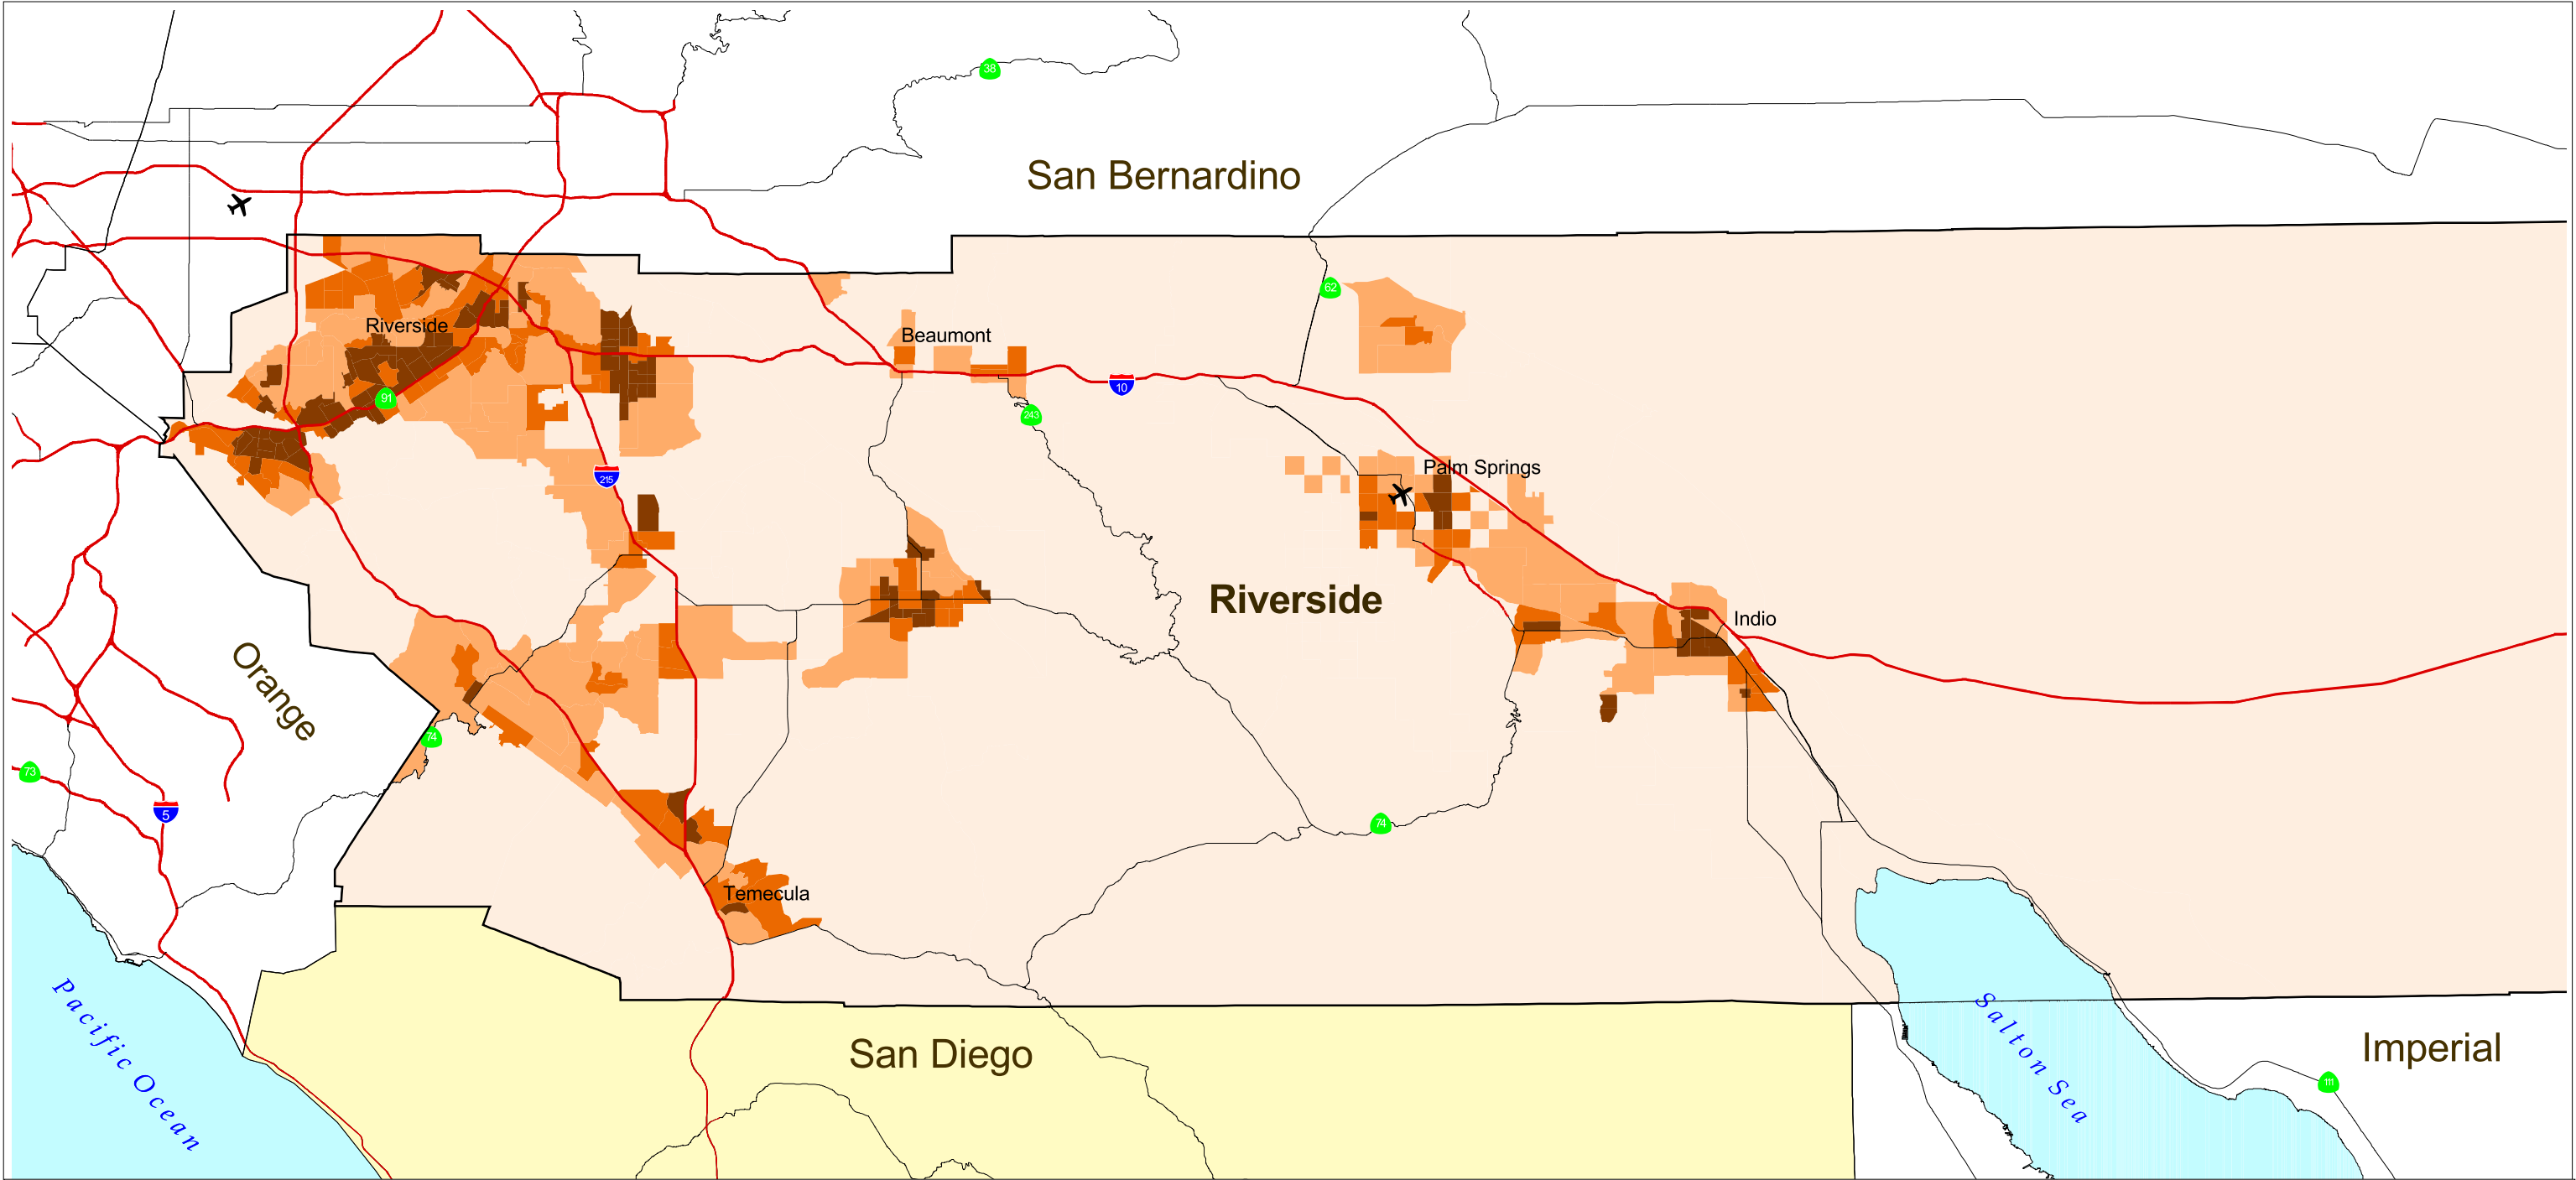 38
San Bernardino
62
Riverside
Beaumont
10
91
243
215
Palm Springs
Riverside
Indio
Orange
74
73
5
74
Temecula
Pacific Ocean
San Diego
Salton Sea
Imperial
111